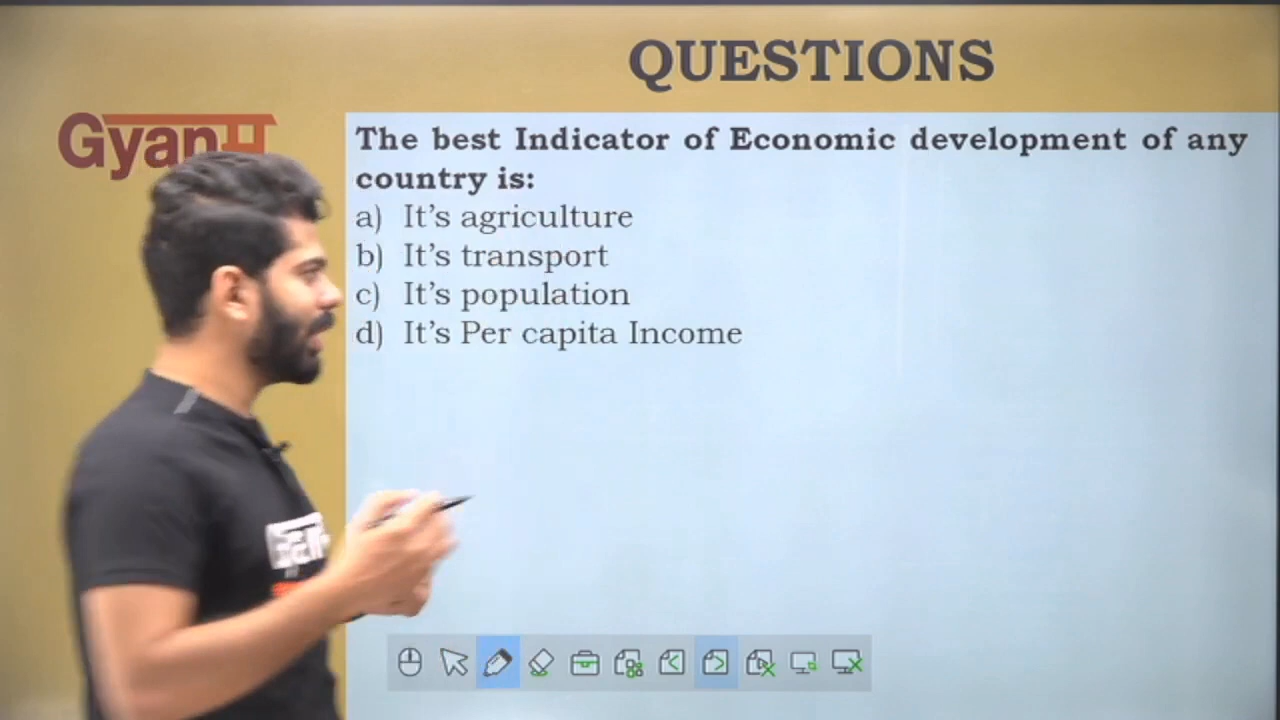 QUESTIONS
Gyanम
The best Indicator of Economic development of any
country is:
a) It's agriculture
b) It's transport
c) It's population
d) It's Per capita Income